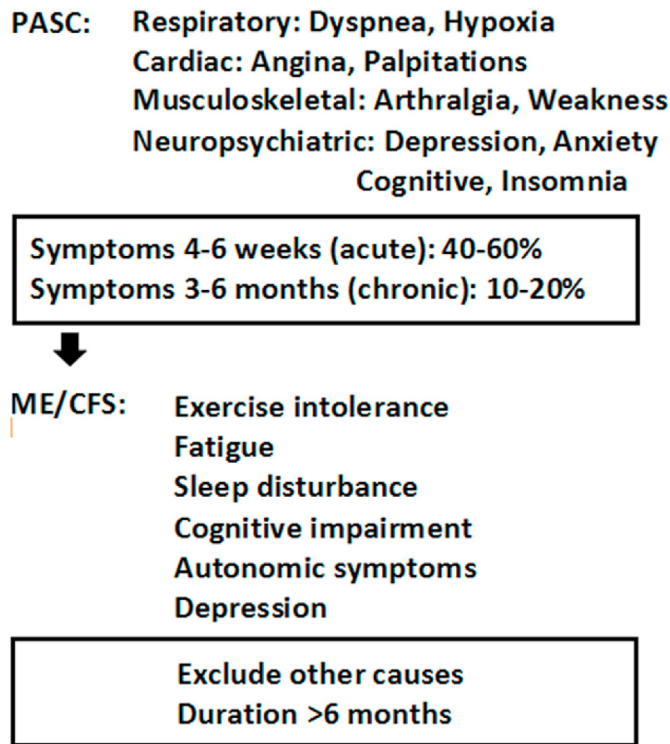 PASC: Respiratory: Dyspnea, Hypoxia
Cardiac: Angina, Palpitations
Musculoskeletal: Arthralgia, Weakness
Neuropsychiatric: Depression, Anxiety
Cognitive, Insomnia
Symptoms 4-6 weeks (acute): 40-60%
Symptoms 3-6 months (chronic): 10-20%
ME/CFS: Exercise intolerance
Fatigue
Sleep disturbance
Cognitive impairment
Autonomic symptoms
Depression
Exclude other causes
Duration >6 months